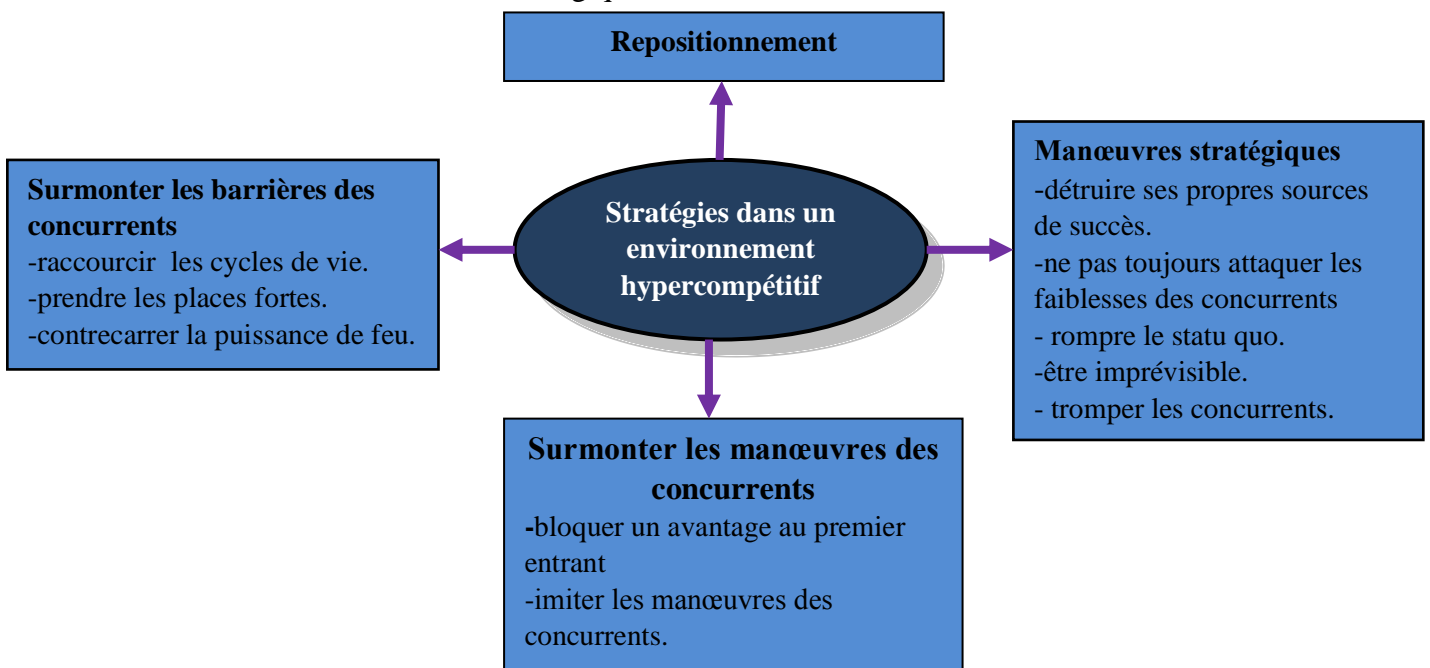 Repositionnement
Manœuvres stratégiques
-détruire ses propres sources
de succès.
-ne pas toujours attaquer les
faiblesses des concurrents
- rompre le statu quo.
-être imprévisible.
- tromper les concurrents.
Surmonter les barrières des
concurrents
-raccourcir  les cycles de vie.
-prendre les places fortes.
-contrecarrer la puissance de feu.
Stratégies dans un
environnement
hypercompétitif
Surmonter les manœuvres des
concurrents
-bloquer un avantage au premier
entrant
-imiter les manœuvres des
concurrents.